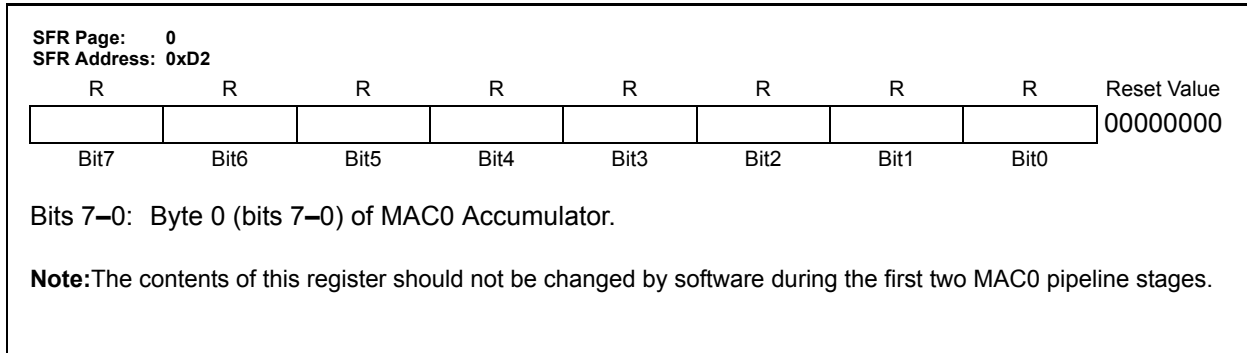 SFR Page: 0
SFR Address: 0xD2
R R R R R R R R Reset Value
00000000
Bit7 Bit6 Bit5 Bit4 Bit3 Bit2 Bit1 Bit0
Bits 7–0: Byte 0 (bits 7–0) of MAC0 Accumulator.
Note:The contents of this register should not be changed by software during the first two MAC0 pipeline stages.